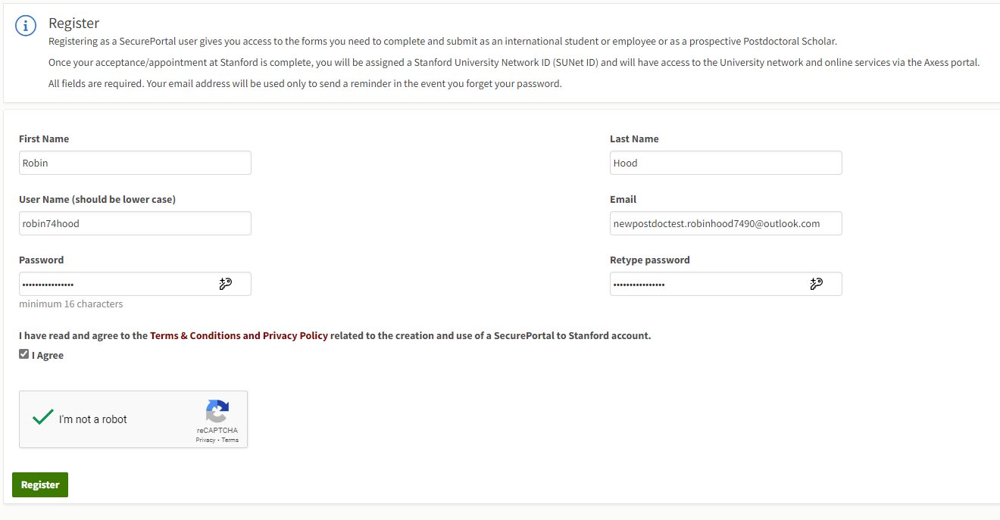 Register
Registering as a SecurePortal user gives you access to the forms you need to complete and submit as an international student or employee or as a prospective Postdoctoral Scholar.
Once your acceptance/appointment at Stanford is complete, you will be assigned a Stanford University Network ID (SUNet ID) and will have access to the University network and online services via the Axess portal.
All fields are required. Your email address will be used only to send a reminder in the event you forget your password.
First Name
Last Name
Robin
Hood
User Name (should be lower case)
Email
robin74hood
newpostdoctest.robinhood7490@outlook.com
Password
Retype password
••••••••••••••••
••••••••••••••••
minimum 16 characters
I have read and agree to the Terms & Conditions and Privacy Policy related to the creation and use of a SecurePortal to Stanford account.
I Agree
I'm not a robot
reCAPTCHA
Privacy - Terms
Register